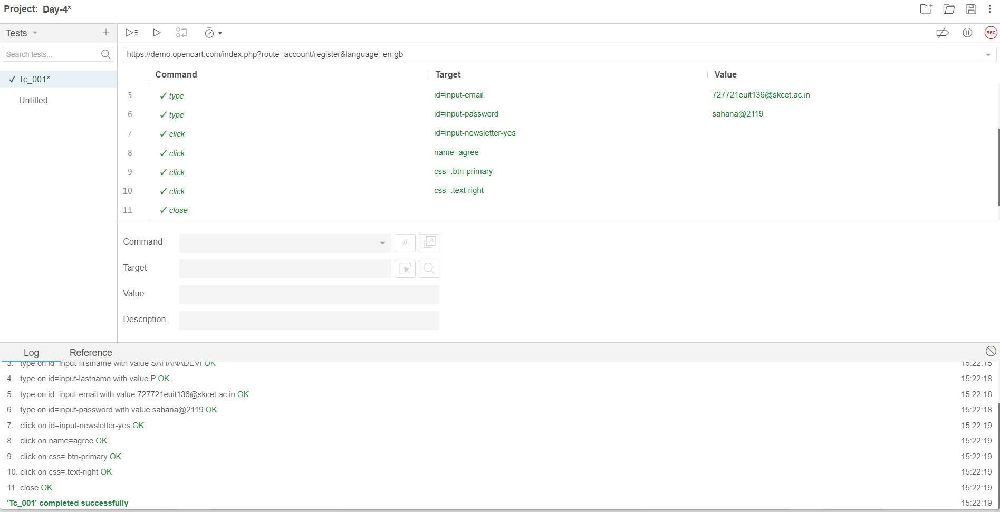 Project: Day-4*
Tests
Search tests...
✓ Tc_001*
Untitled
REC
https://demo.opencart.com/index.php?route=account/register&language=en-gb
Command Target Value
5 ✓ type id=input-email 727721euit136@skcet.ac.in
6 ✓ type id=input-password sahana@2119
7 ✓ click id=input-newsletter-yes
8 ✓ click name=agree
9 ✓ click css=.btn-primary
10 ✓ click css=.text-right
11 ✓ close
Command //
Target
Value
Description
Log Reference
3. type on id=input-firstname with value SAHANADEVI OK 15:22:15
4. type on id=input-lastname with value P OK 15:22:18
5. type on id=input-email with value 727721euit136@skcet.ac.in OK 15:22:18
6. type on id=input-password with value sahana@2119 OK 15:22:18
7. click on id=input-newsletter-yes OK 15:22:19
8. click on name=agree OK 15:22:19
9. click on css=.btn-primary OK 15:22:19
10. click on css=.text-right OK 15:22:19
11. close OK 15:22:19
'Tc_001' completed successfully 15:22:19